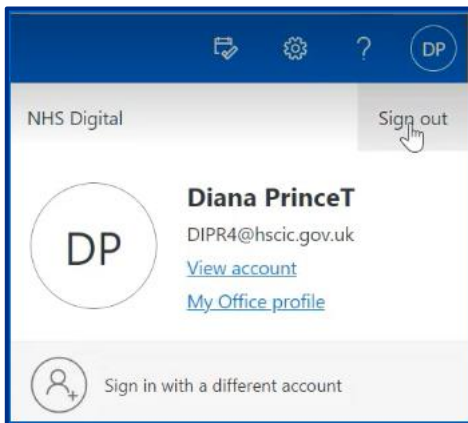 ? DP
NHS Digital Sign out
DP
Diana PrinceT
DIPR4@hscic.gov.uk
View account
My Office profile
Sign in with a different account